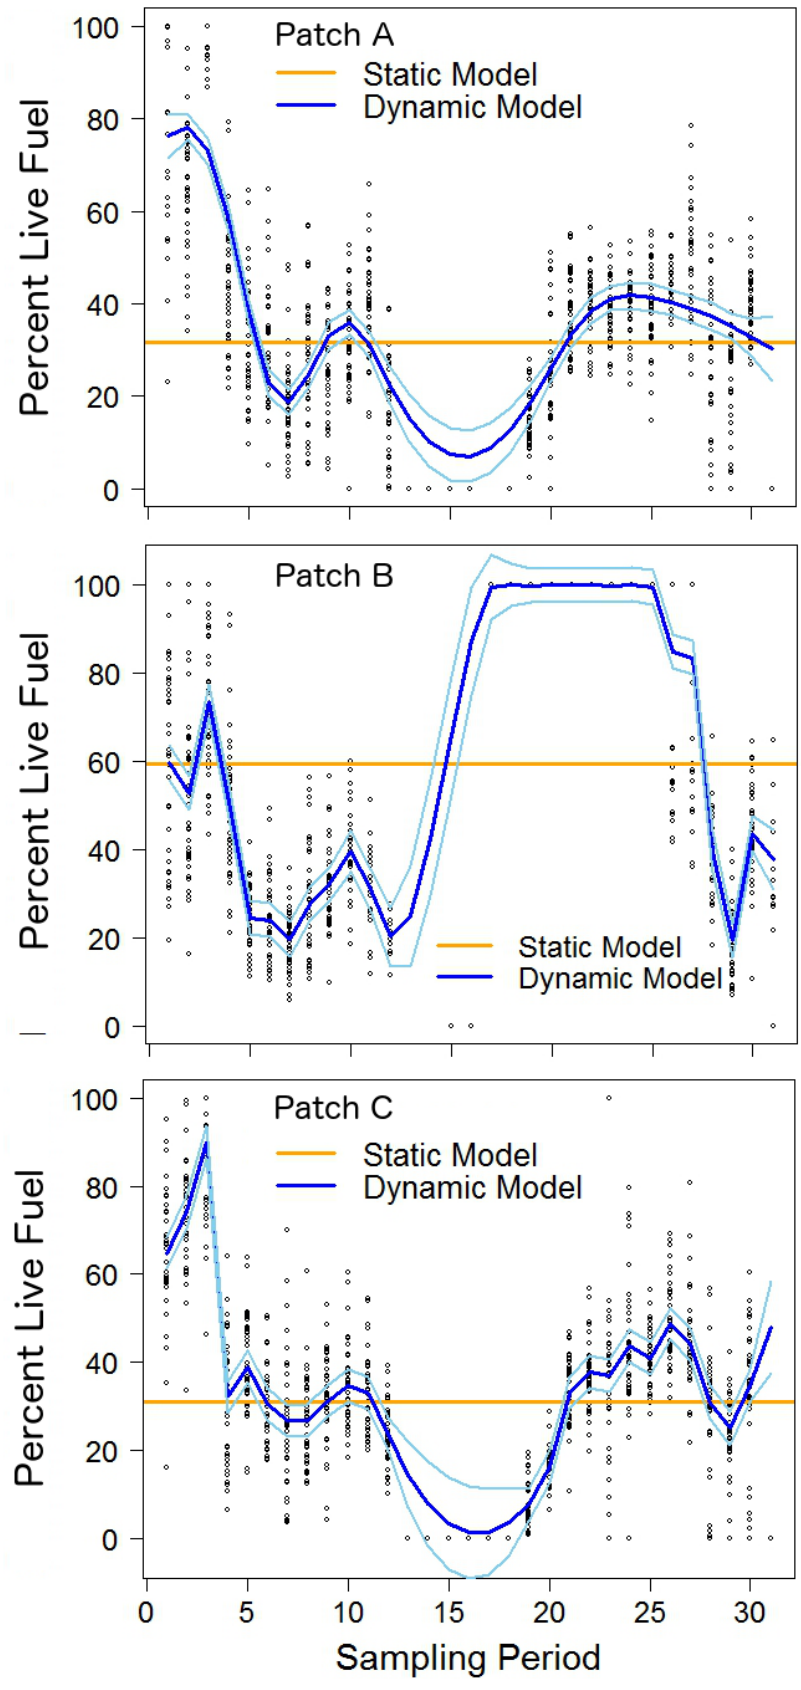 Patch A
Static Model
Dynamic Model
Percent Live Fuel
100
80
60
40
20
0
Patch B
Static Model
Dynamic Model
Percent Live Fuel
100
80
60
40
20
0
Patch C
Static Model
Dynamic Model
Percent Live Fuel
100
80
60
40
20
0
0 5 10 15 20 25 30
Sampling Period